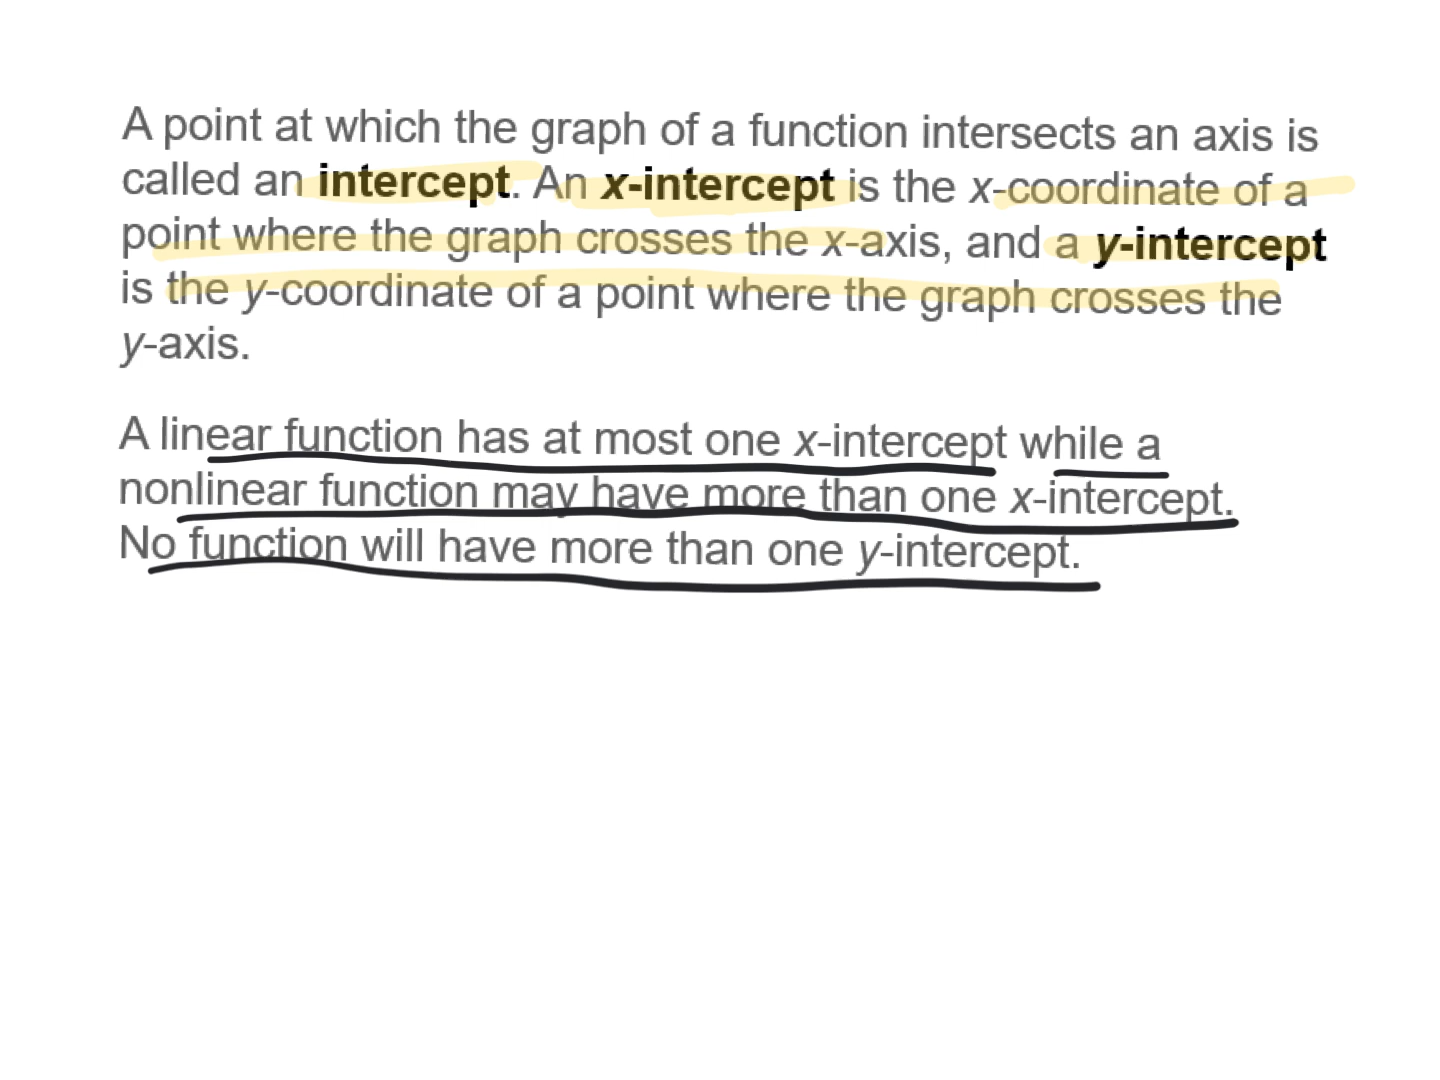 A point at which the graph of a function intersects an axis is
called an intercept. An x-intercept is the x-coordinate of a
point where the graph crosses the x-axis, and a y-intercept
is the y-coordinate of a point where the graph crosses the
y-axis.
A linear function has at most one x-intercept while a
nonlinear function may have more than one x-intercept.
No function will have more than one y-intercept.